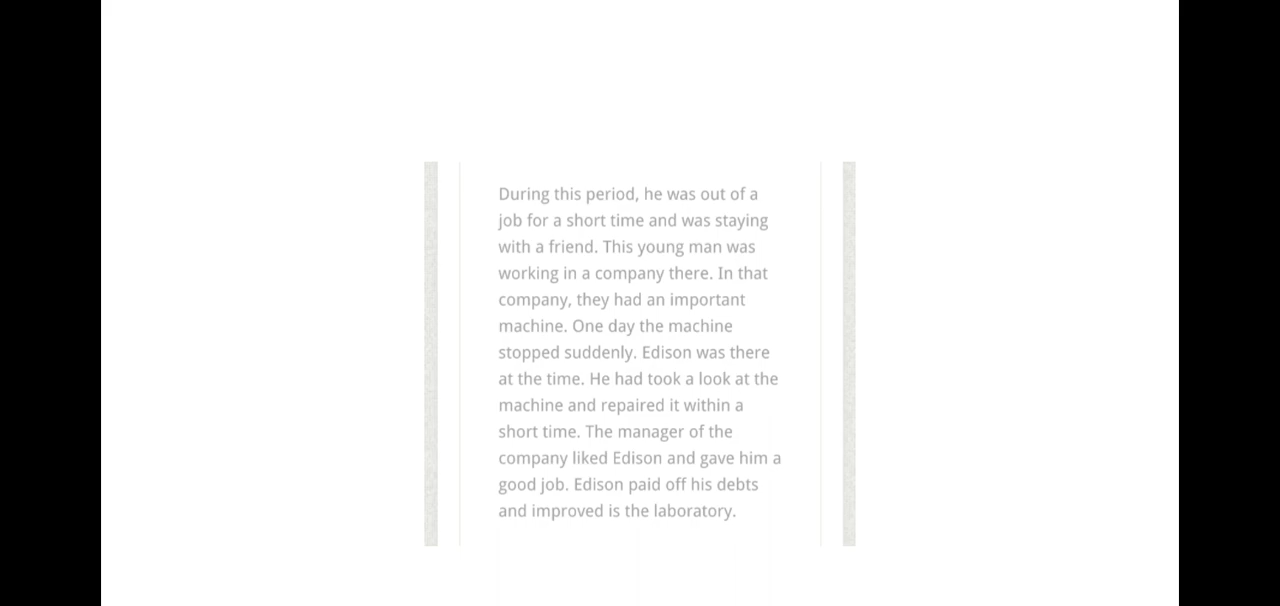 During this period, he was out of a
job for a short time and was staying
with a friend. This young man was
working in a company there. In that
company, they had an important
machine. One day the machine
stopped suddenly. Edison was there
at the time. He had took a look at the
machine and repaired it within a
short time. The manager of the
company liked Edison and gave him a
good job. Edison paid off his debts
and improved is the laboratory.